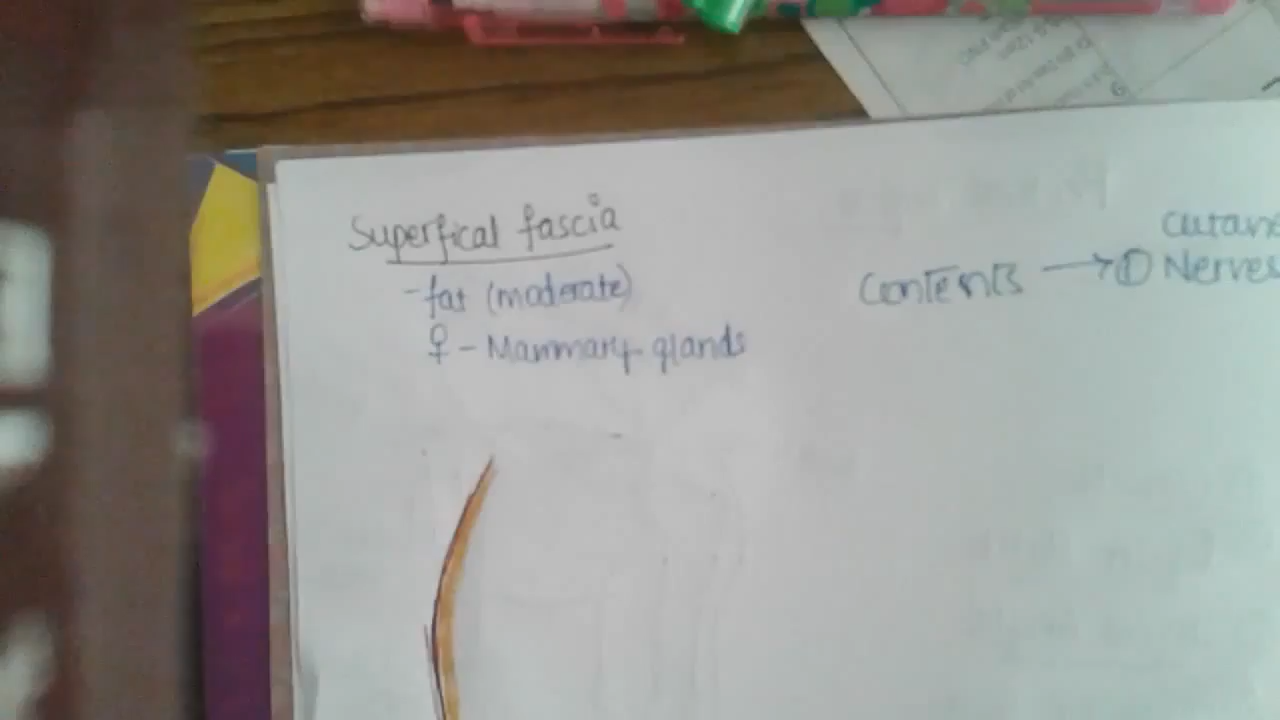 Superfical fascia
- fat (moderate)
♀ - Mammary glands
Cutane
Contents → ① Nerves